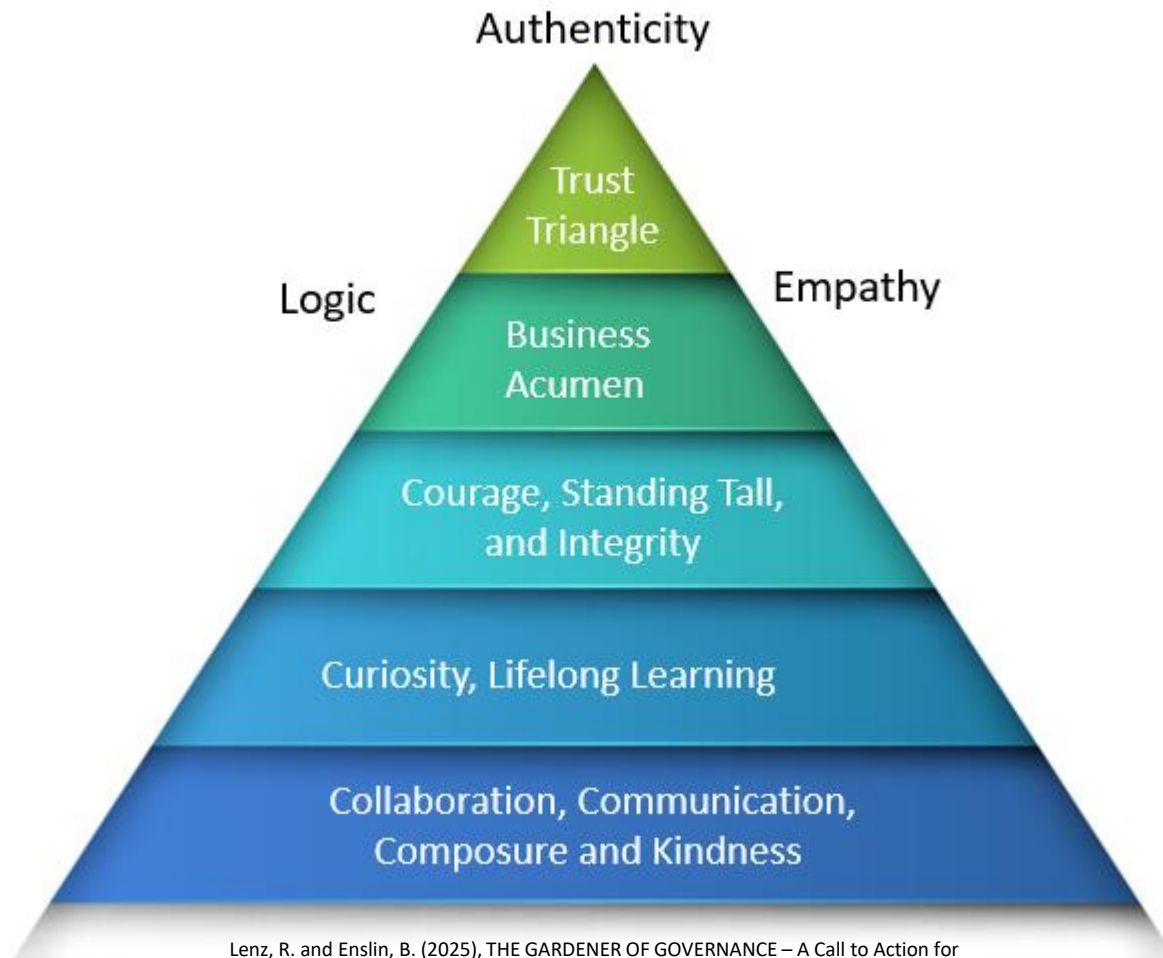 Authenticity
Trust
Triangle
Logic
Empathy
Business
Acumen
Courage, Standing Tall,
and Integrity
Curiosity, Lifelong Learning
Collaboration, Communication,
Composure and Kindness
Lenz, R. and Enslin, B. (2025), THE GARDENER OF GOVERNANCE – A Call to Action for